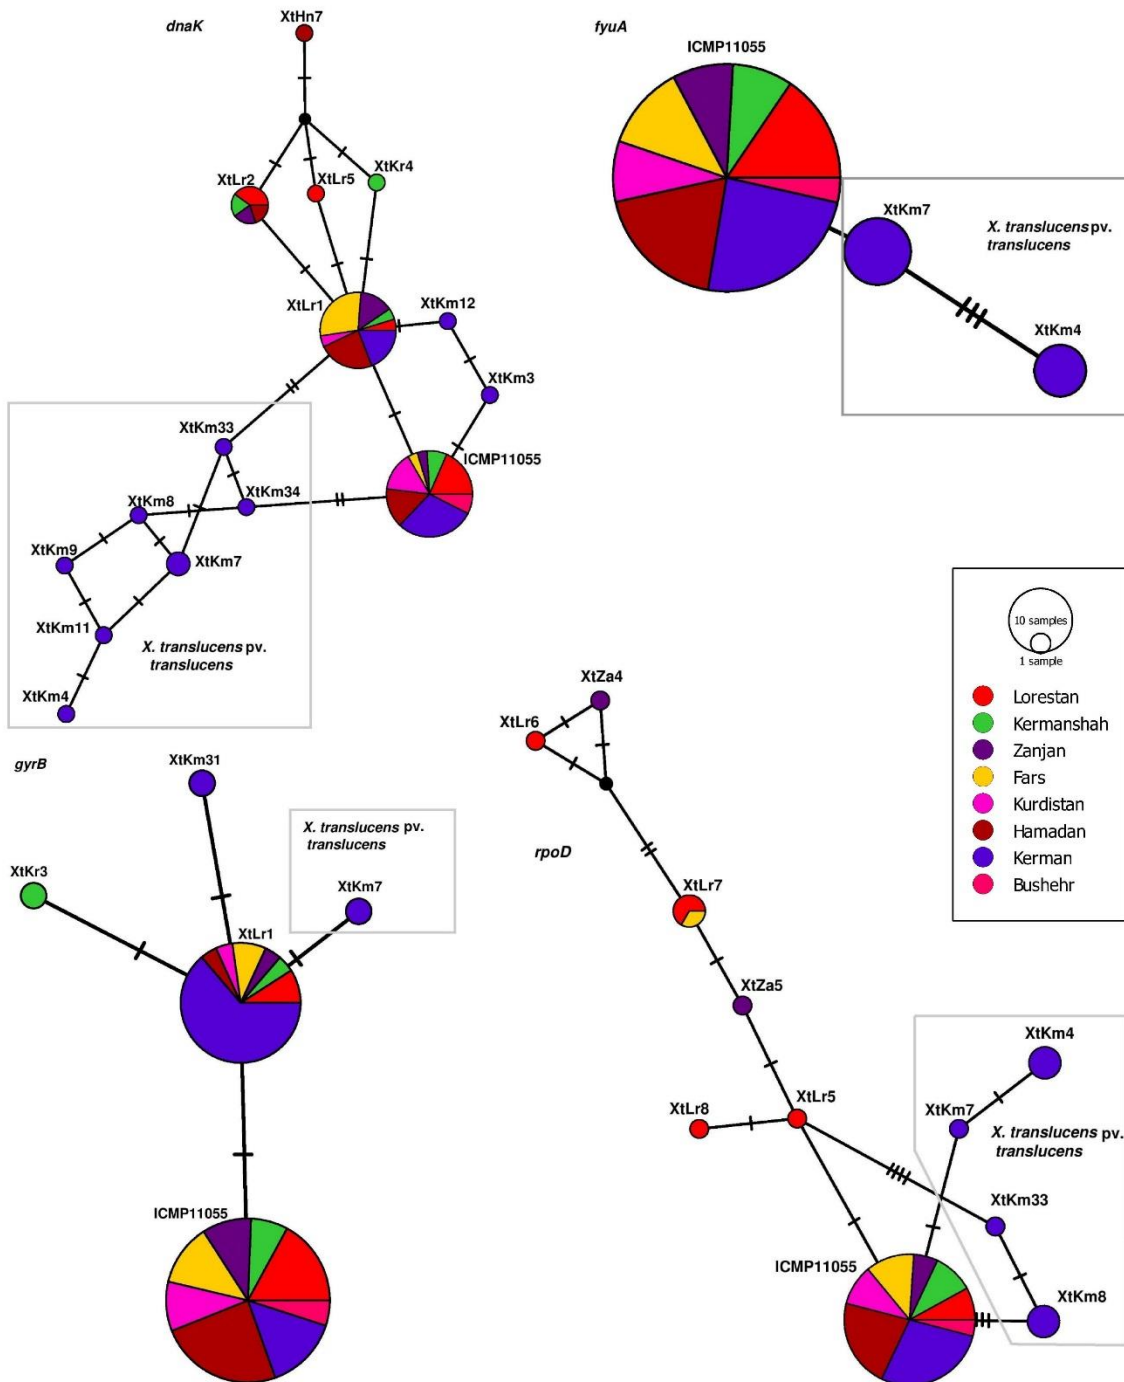 dnaK
XtHn7
XtLr2
XtLr5
XtKr4
XtLr1
XtKm12
XtKm3
ICMP11055
XtKm33
XtKm34
XtKm8
XtKm9
XtKm7
XtKm11
XtKm4
X. translucens pv.
translucens
fyuA
ICMP11055
XtKm7
X. translucens pv.
translucens
XtKm4
gyrB
XtKm31
X. translucens pv.
translucens
XtKr3
XtKm7
XtLr1
ICMP11055
rpoD
XtZa4
XtLr6
XtLr7
XtZa5
XtLr5
XtLr8
XtKm4
XtKm7
X. translucens pv.
translucens
XtKm33
ICMP11055
XtKm8
10 samples
1 sample
Lorestan
Kermanshah
Zanjan
Fars
Kurdistan
Hamadan
Kerman
Bushehr